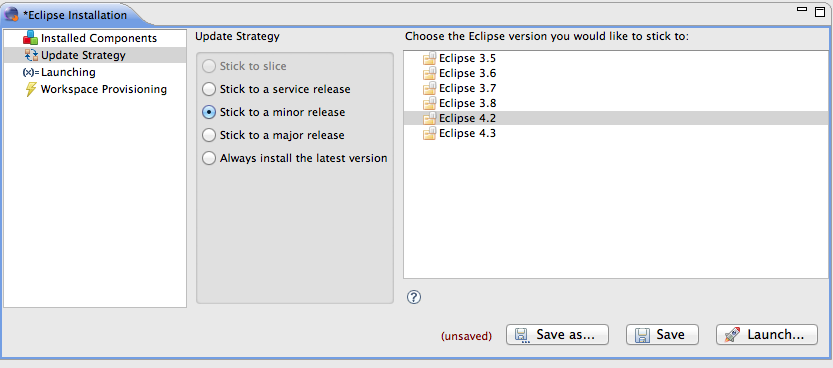 *Eclipse Installation
Installed Components
Update Strategy
(x)= Launching
Workspace Provisioning
Update Strategy
Stick to slice
Stick to a service release
Stick to a minor release
Stick to a major release
Always install the latest version
Choose the Eclipse version you would like to stick to:
Eclipse 3.5
Eclipse 3.6
Eclipse 3.7
Eclipse 3.8
Eclipse 4.2
Eclipse 4.3
?
(unsaved)
Save as...
Save
Launch...